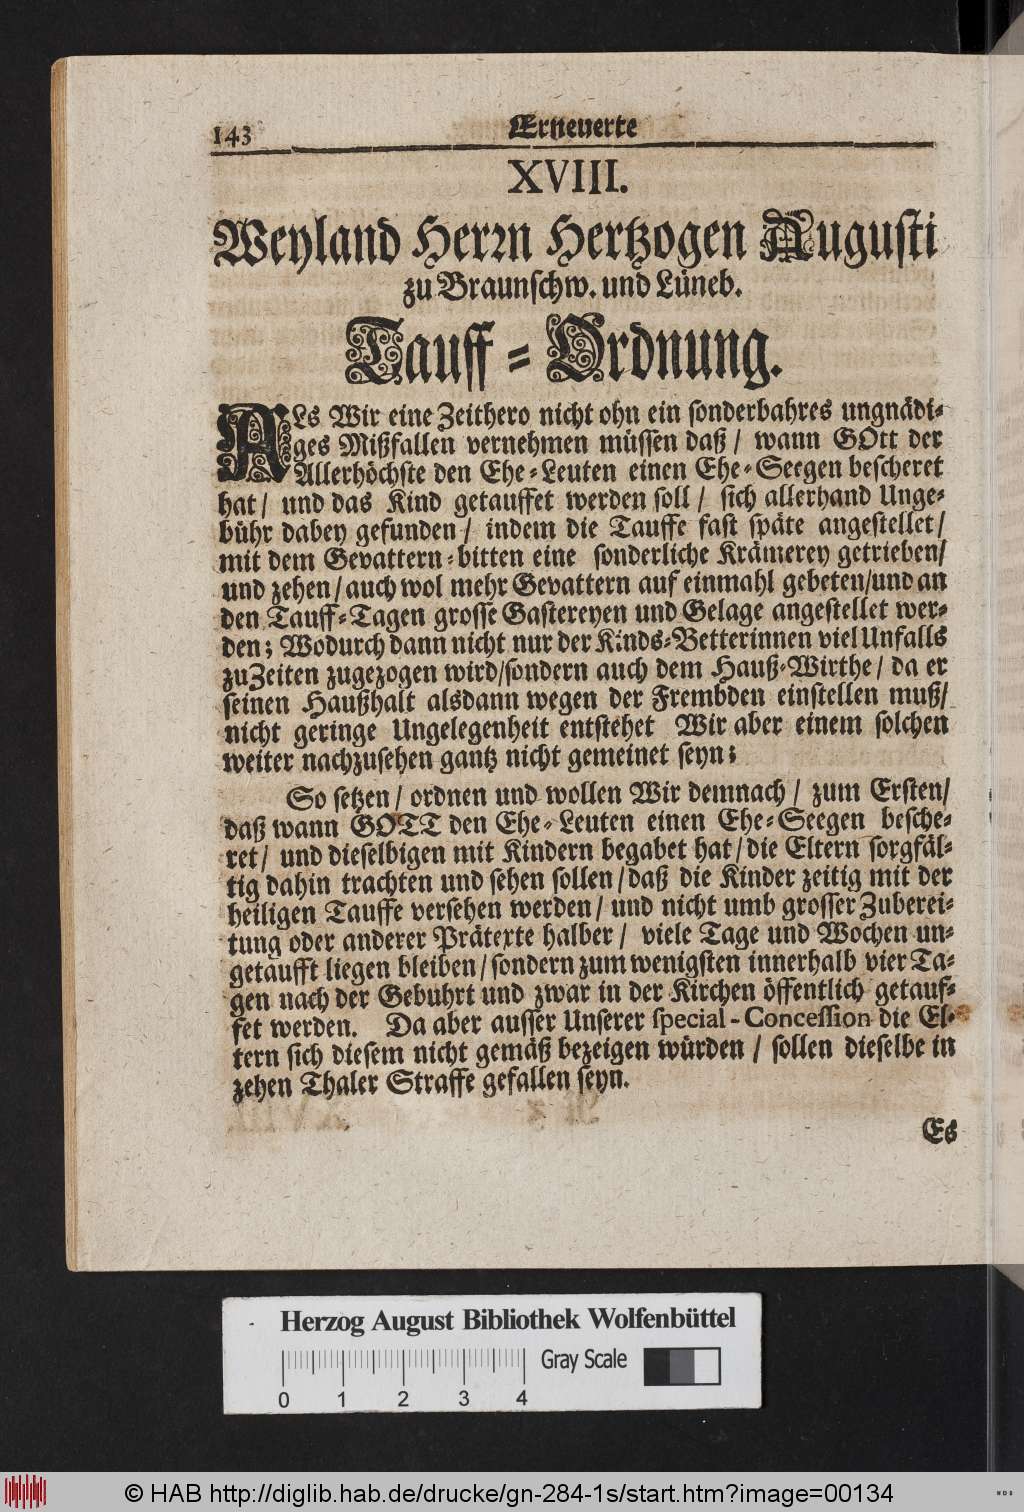 143 Erneuerte
XVIII.
Weyland Herrn Hertzogen Augusti
zu Braunschw. und Lüneb.
Tauff-Ordnung.
ALs Wir eine Zeithero nicht ohn ein sonderbahres ungnädi-
ges Mißfallen vernehmen müssen daß / wann GOtt der
Allerhöchste den Ehe-Leuten einen Ehe-Seegen bescheret
hat / und das Kind getauffet werden soll / sich allerhand Unge-
bühr dabey gefunden / indem die Tauffe fast späte angestellet /
mit dem Gevattern-bitten eine sonderliche Krämerey getrieben/
und zehen / auch wol mehr Gevattern auf einmahl gebeten/und an
den Tauff-Tagen grosse Gastereyen und Gelage angestellet wer-
den; Wodurch dann nicht nur der Kinds-Betterinnen viel Unfalls
zu Zeiten zugezogen wird/sondern auch dem Hauß-Wirthe / da er
seinen Haußhalt alsdann wegen der Frembden einstellen muß/
nicht geringe Ungelegenheit entstehet Wir aber einem solchen
weiter nachzusehen gantz nicht gemeinet seyn;
So setzen / ordnen und wollen Wir demnach / zum Ersten/
daß wann GOTT den Ehe-Leuten einen Ehe-Seegen besche-
ret / und dieselbigen mit Kindern begabet hat / die Eltern sorgfäl-
tig dahin trachten und sehen sollen / daß die Kinder zeitig mit der
heiligen Tauffe versehen werden / und nicht umb grosser Zuberei-
tung oder anderer Prätexte halber / viele Tage und Wochen un-
getaufft liegen bleiben / sondern zum wenigsten innerhalb vier Ta-
gen nach der Gebuhrt und zwar in der Kirchen öffentlich getauf-
fet werden. Da aber ausser Unserer special-Concession die El-
tern sich diesem nicht gemäß bezeigen würden / sollen dieselbe in
zehen Thaler Straffe gefallen seyn.
Es
Herzog August Bibliothek Wolfenbüttel
Gray Scale
0 1 2 3 4
© HAB http://diglib.hab.de/drucke/gn-284-1s/start.htm?image=00134